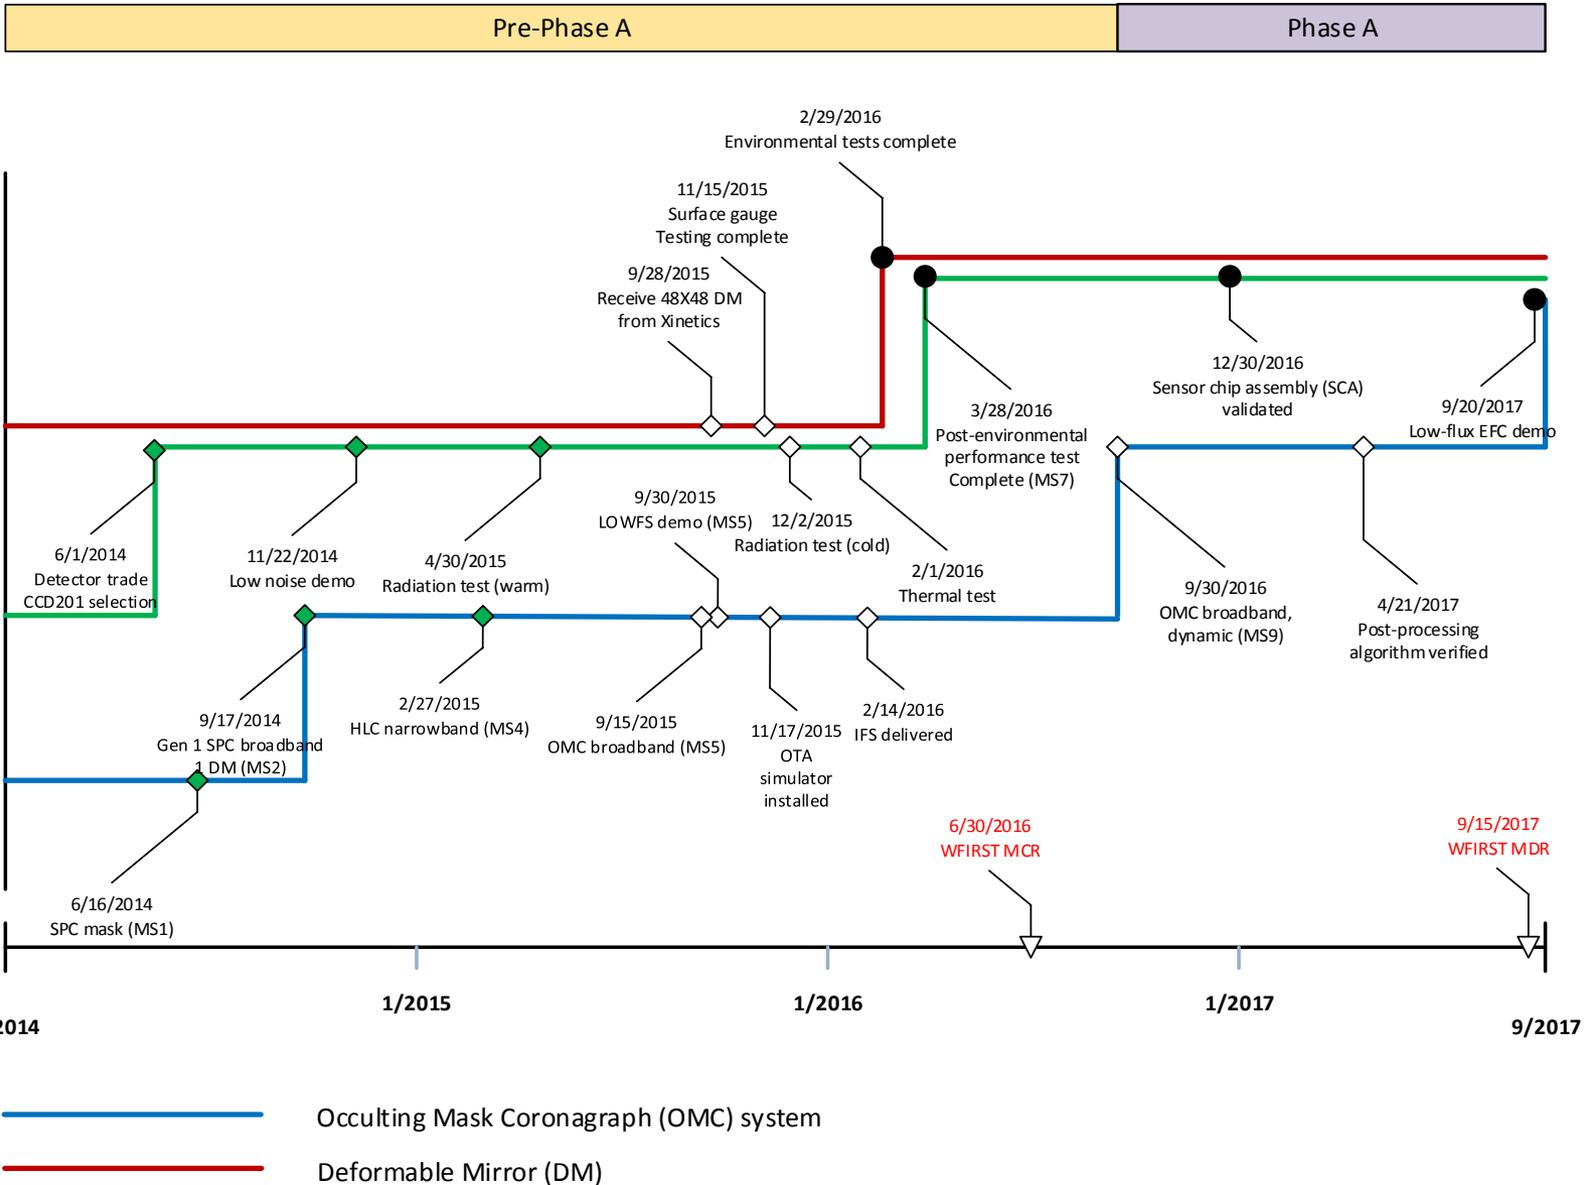 Pre-Phase A
Phase A
2/29/2016
Environmental tests complete
11/15/2015
Surface gauge
Testing complete
9/28/2015
Receive 48X48 DM
from Xinetics
12/30/2016
Sensor chip assembly (SCA)
validated
3/28/2016
Post-environmental
performance test
Complete (MS7)
9/20/2017
Low-flux EFC demo
9/30/2015
LOWFS demo (MS5)
12/2/2015
Radiation test (cold)
6/1/2014
Detector trade
CCD201 selection
11/22/2014
Low noise demo
4/30/2015
Radiation test (warm)
2/1/2016
Thermal test
9/30/2016
OMC broadband,
dynamic (MS9)
4/21/2017
Post-processing
algorithm verified
9/17/2014
Gen 1 SPC broadband
1 DM (MS2)
2/27/2015
HLC narrowband (MS4)
9/15/2015
OMC broadband (MS5)
11/17/2015
OTA
simulator
installed
2/14/2016
IFS delivered
6/30/2016
WFIRST MCR
9/15/2017
WFIRST MDR
6/16/2014
SPC mask (MS1)
1/2015
1/2016
1/2017
2014
9/2017
Occulting Mask Coronagraph (OMC) system
Deformable Mirror (DM)